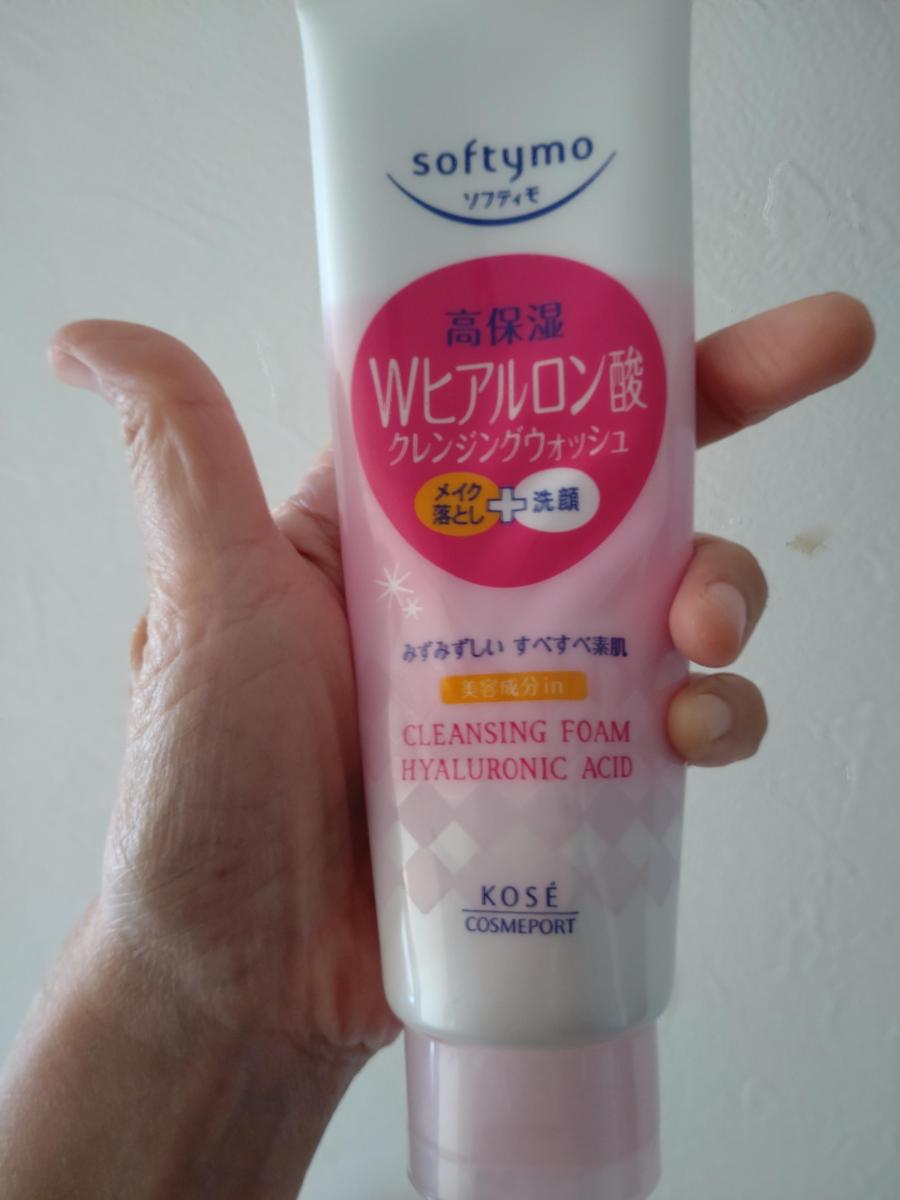 softymo
ソフティモ
高保湿
Wヒアルロン酸
クレンジングウォッシュ
メイク
落とし
+
洗顔
みずみずしい すべすべ素肌
美容成分in
CLEANSING FOAM
HYALURONIC ACID
KOSÉ
COSMEPORT